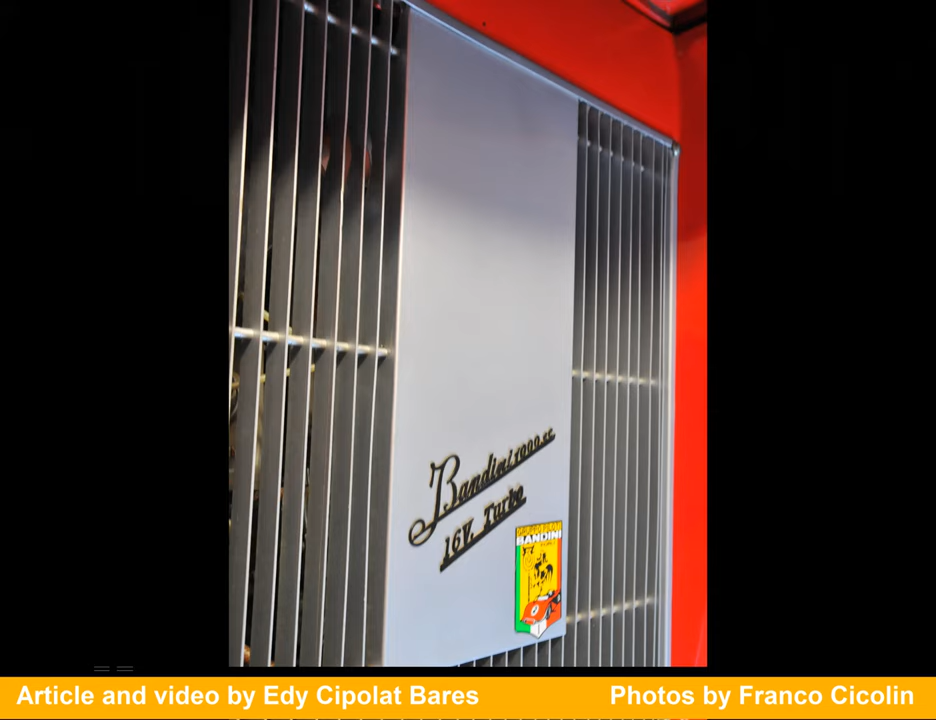 Bandini 1000.cc
16V. Turbo
BANDINI
Article and video by Edy Cipolat Bares
Photos by Franco Cicolin